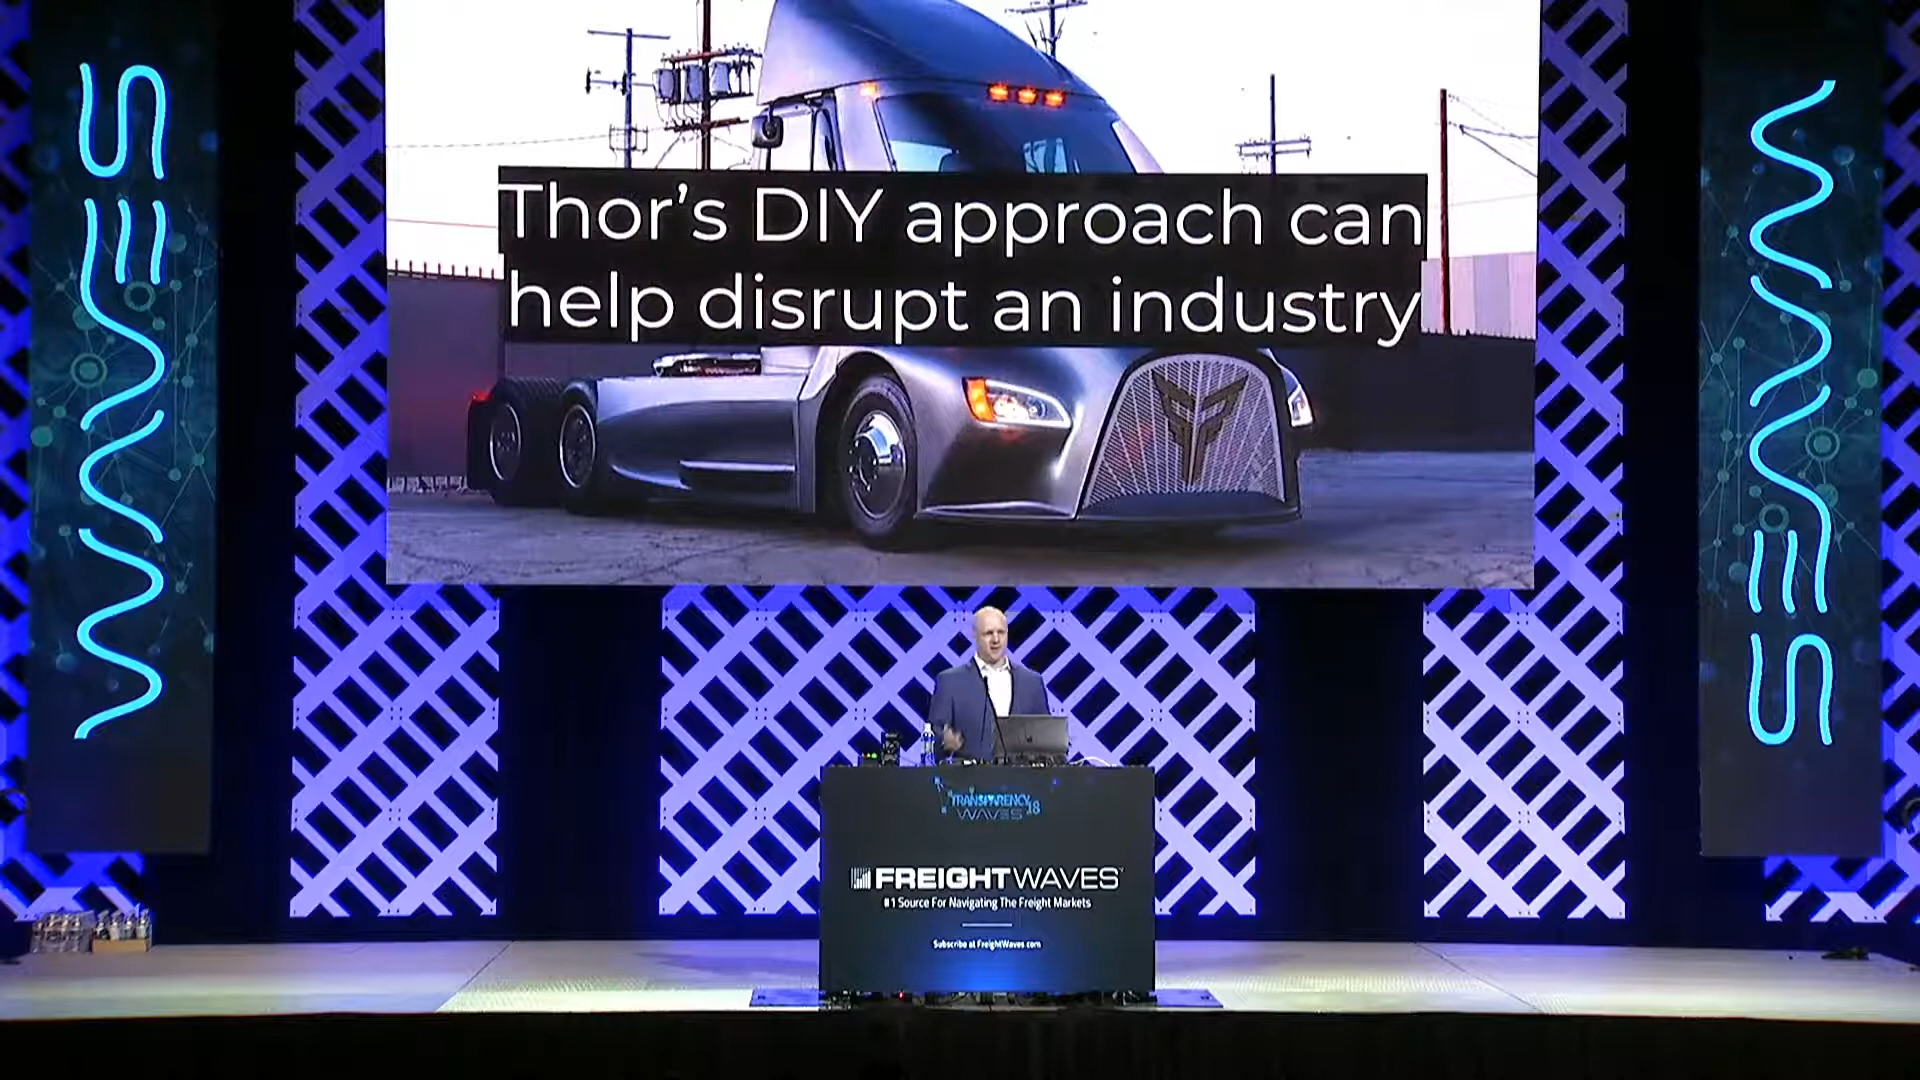 Thor's DIY approach can
help disrupt an industry
WAVES
WAVES
TRANSPARENCY18
WAVES
FREIGHTWAVES
#1 Source For Navigating The Freight Markets
Subscribe at FreightWaves.com